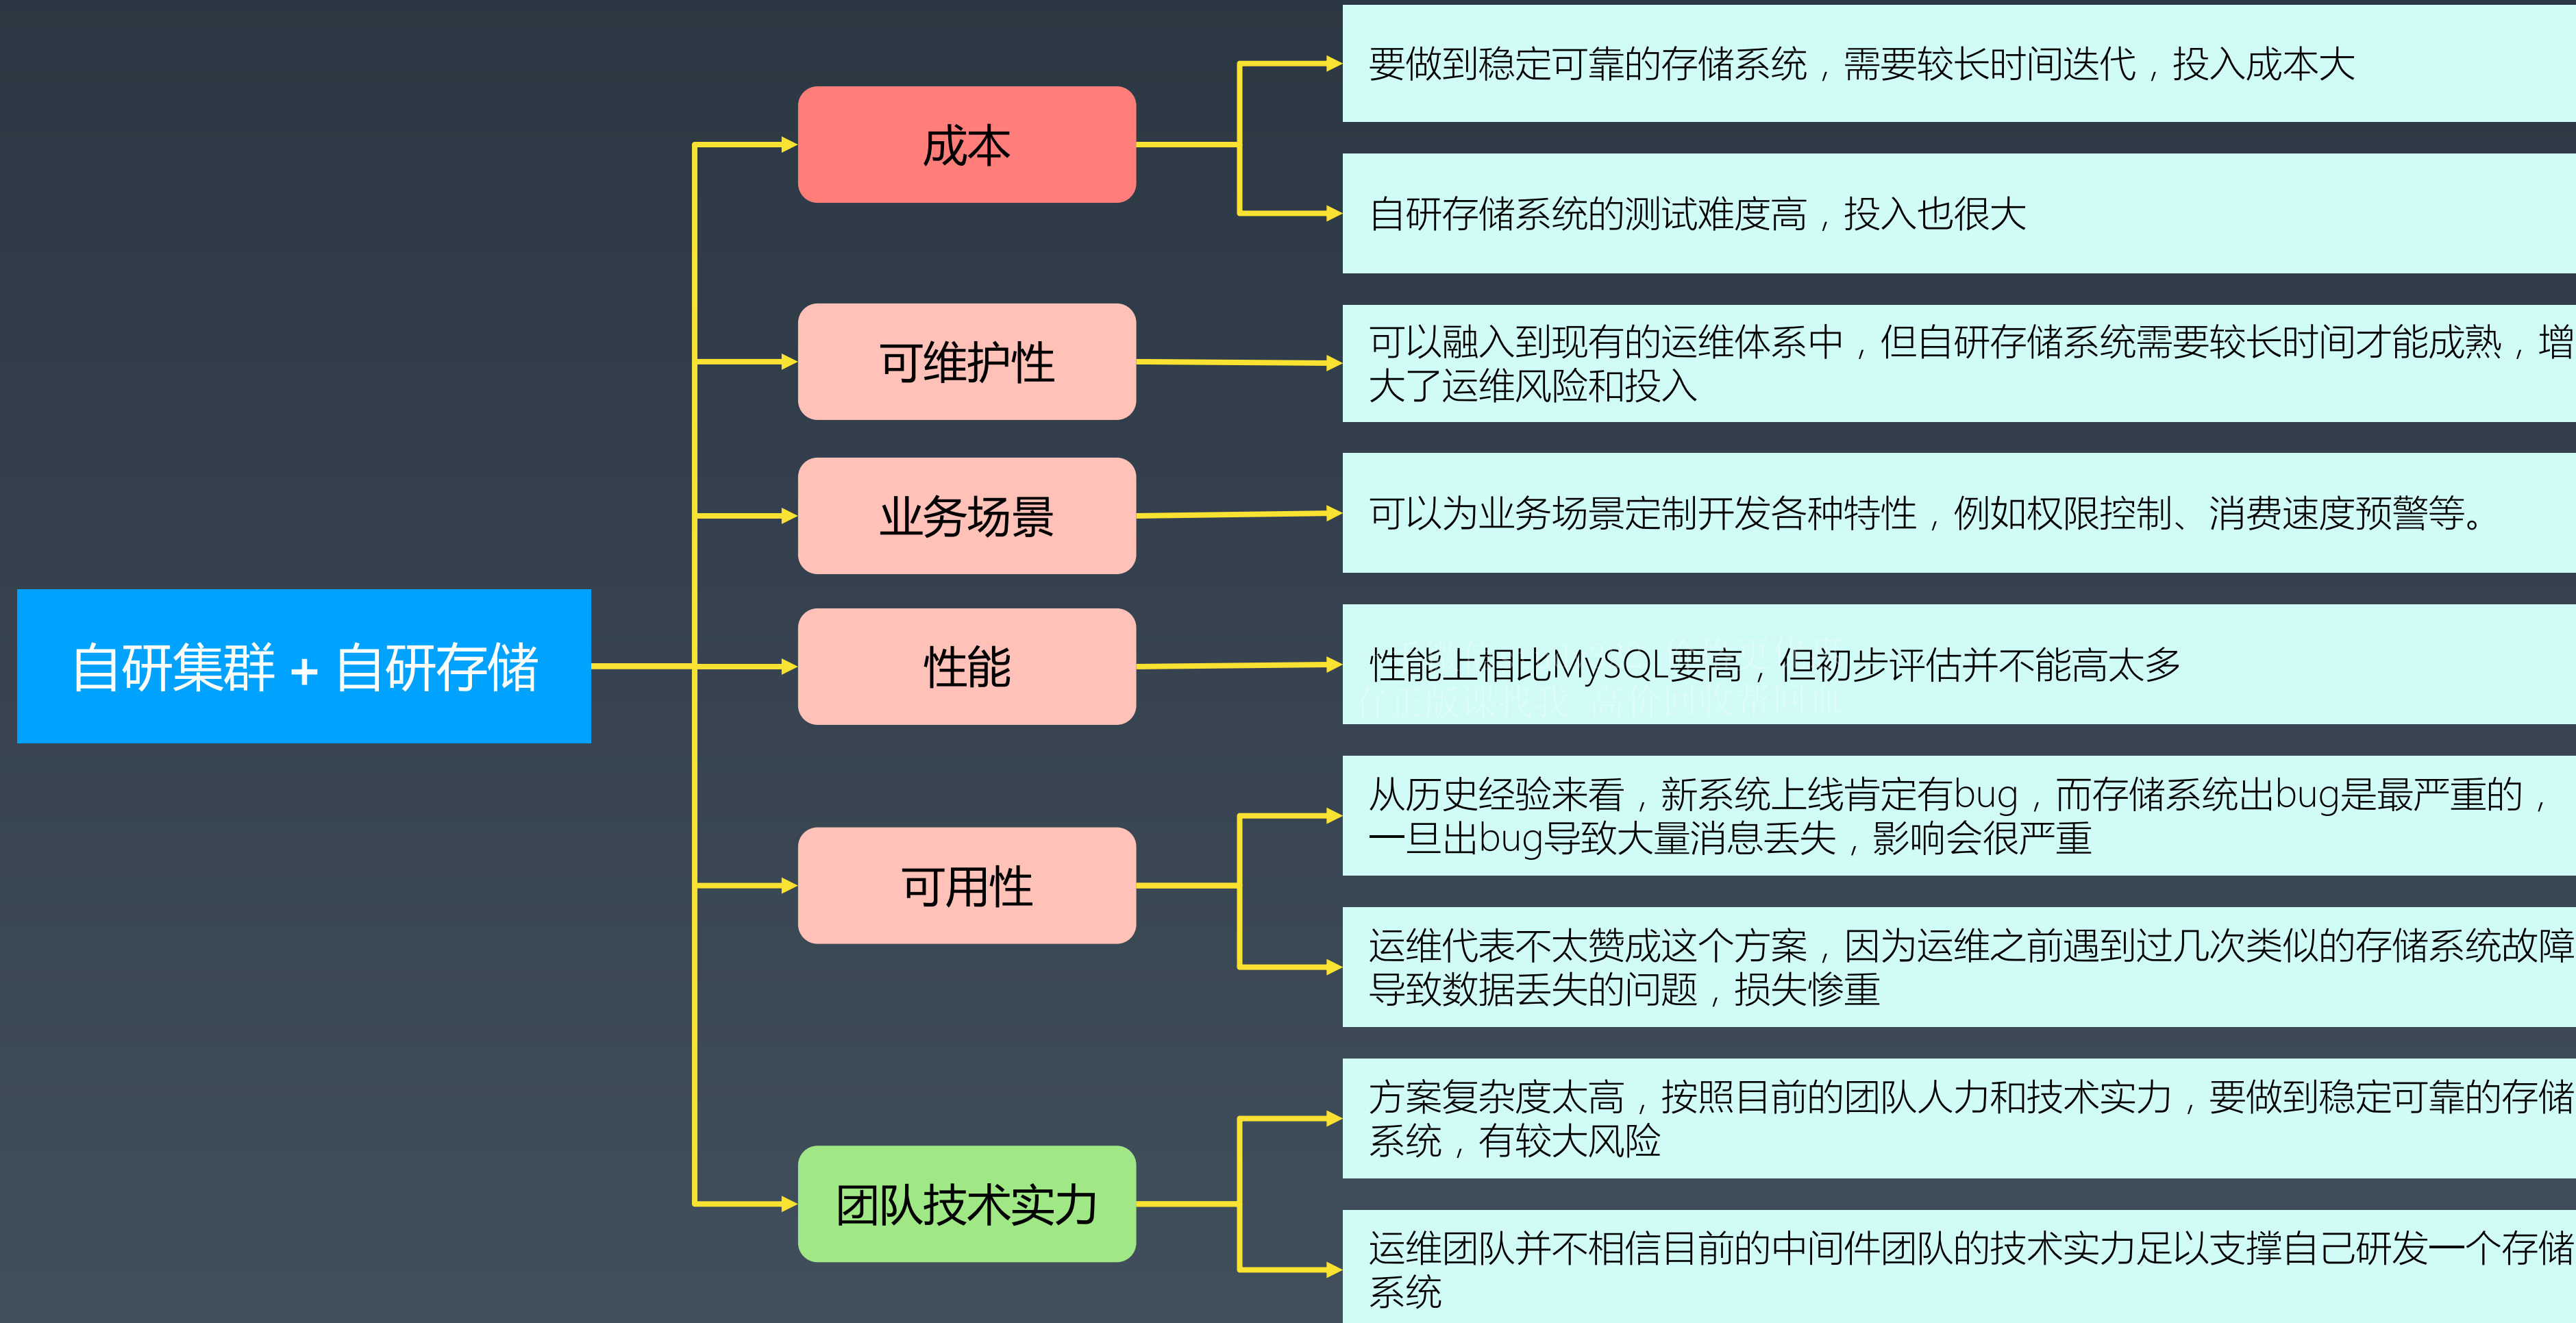 自研集群 + 自研存储
成本
要做到稳定可靠的存储系统，需要较长时间迭代，投入成本大
自研存储系统的测试难度高，投入也很大
可维护性
可以融入到现有的运维体系中，但自研存储系统需要较长时间才能成熟，增
大了运维风险和投入
业务场景
可以为业务场景定制开发各种特性，例如权限控制、消费速度预警等。
性能
性能上相比MySQL要高，但初步评估并不能高太多
可用性
从历史经验来看，新系统上线肯定有bug，而存储系统出bug是最严重的，
一旦出bug导致大量消息丢失，影响会很严重
运维代表不太赞成这个方案，因为运维之前遇到过几次类似的存储系统故障
导致数据丢失的问题，损失惨重
团队技术实力
方案复杂度太高，按照目前的团队人力和技术实力，要做到稳定可靠的存储
系统，有较大风险
运维团队并不相信目前的中间件团队的技术实力足以支撑自己研发一个存储
系统